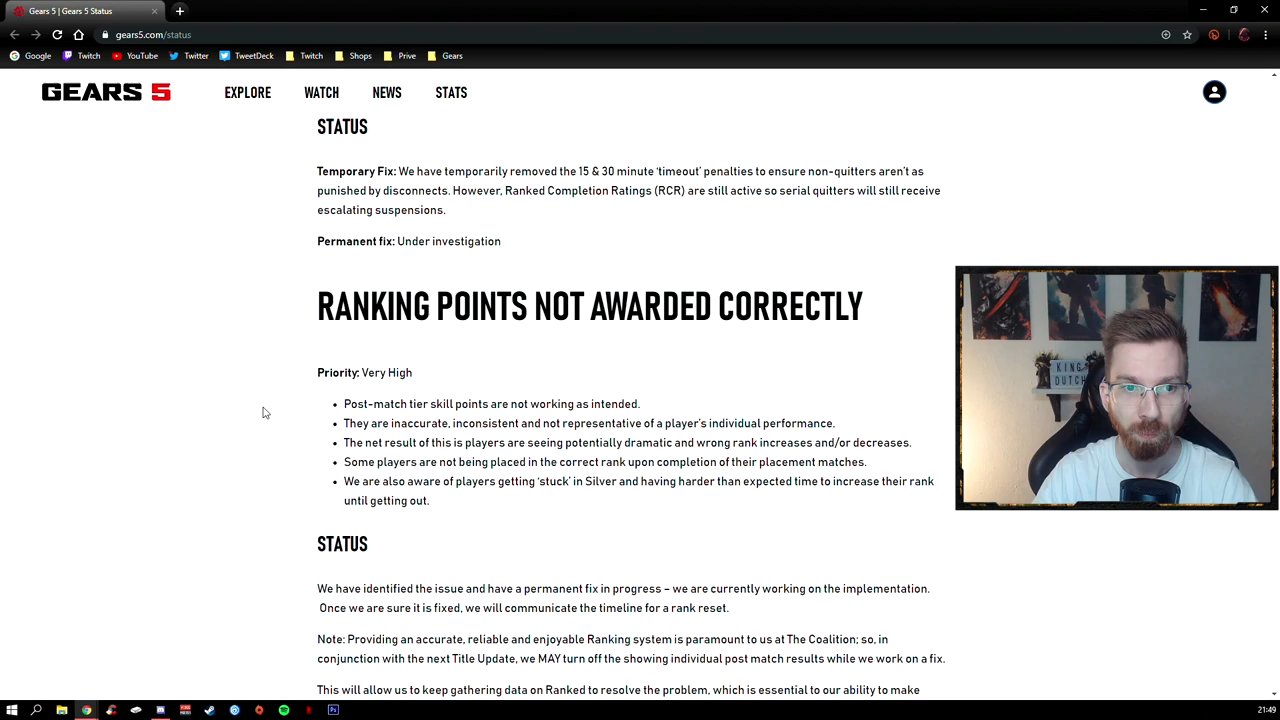 Gears 5 | Gears 5 Status
gears5.com/status
Google Twitch YouTube Twitter TweetDeck Twitch Shops Prive Gears
GEARS 5 EXPLORE WATCH NEWS STATS
STATUS
Temporary Fix: We have temporarily removed the 15 & 30 minute ‘timeout’ penalties to ensure non-quitters aren’t as
punished by disconnects. However, Ranked Completion Ratings (RCR) are still active so serial quitters will still receive
escalating suspensions.
Permanent fix: Under investigation
RANKING POINTS NOT AWARDED CORRECTLY
Priority: Very High
• Post-match tier skill points are not working as intended.
• They are inaccurate, inconsistent and not representative of a player’s individual performance.
• The net result of this is players are seeing potentially dramatic and wrong rank increases and/or decreases.
• Some players are not being placed in the correct rank upon completion of their placement matches.
• We are also aware of players getting ‘stuck’ in Silver and having harder than expected time to increase their rank
until getting out.
KING
DUTCH
STATUS
We have identified the issue and have a permanent fix in progress – we are currently working on the implementation.
Once we are sure it is fixed, we will communicate the timeline for a rank reset.
Note: Providing an accurate, reliable and enjoyable Ranking system is paramount to us at The Coalition; so, in
conjunction with the next Title Update, we MAY turn off the showing individual post match results while we work on a fix.
This will allow us to keep gathering data on Ranked to resolve the problem, which is essential to our ability to make
21:49